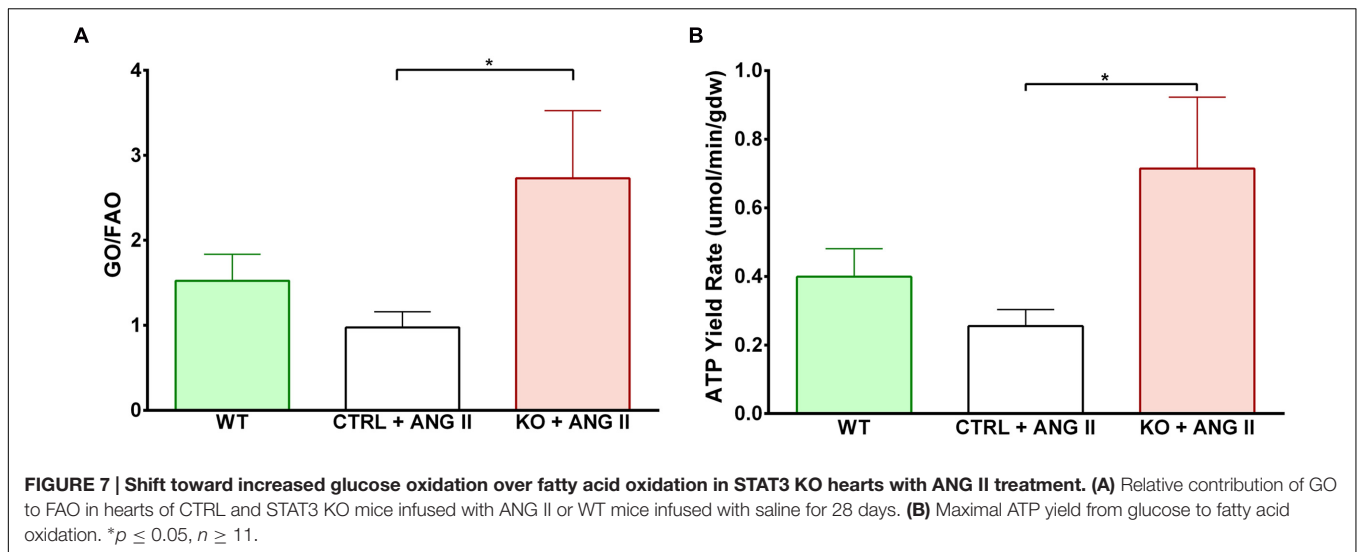 A
B
*
*
4
3
2
1
0
GO/FAO
WT
CTRL + ANG II
KO + ANG II
1.0
0.8
0.6
0.4
0.2
0.0
ATP Yield Rate (umol/min/gdw)
WT
CTRL + ANG II
KO + ANG II
FIGURE 7 | Shift toward increased glucose oxidation over fatty acid oxidation in STAT3 KO hearts with ANG II treatment. (A) Relative contribution of GO
to FAO in hearts of CTRL and STAT3 KO mice infused with ANG II or WT mice infused with saline for 28 days. (B) Maximal ATP yield from glucose to fatty acid
oxidation. *p ≤ 0.05, n ≥ 11.